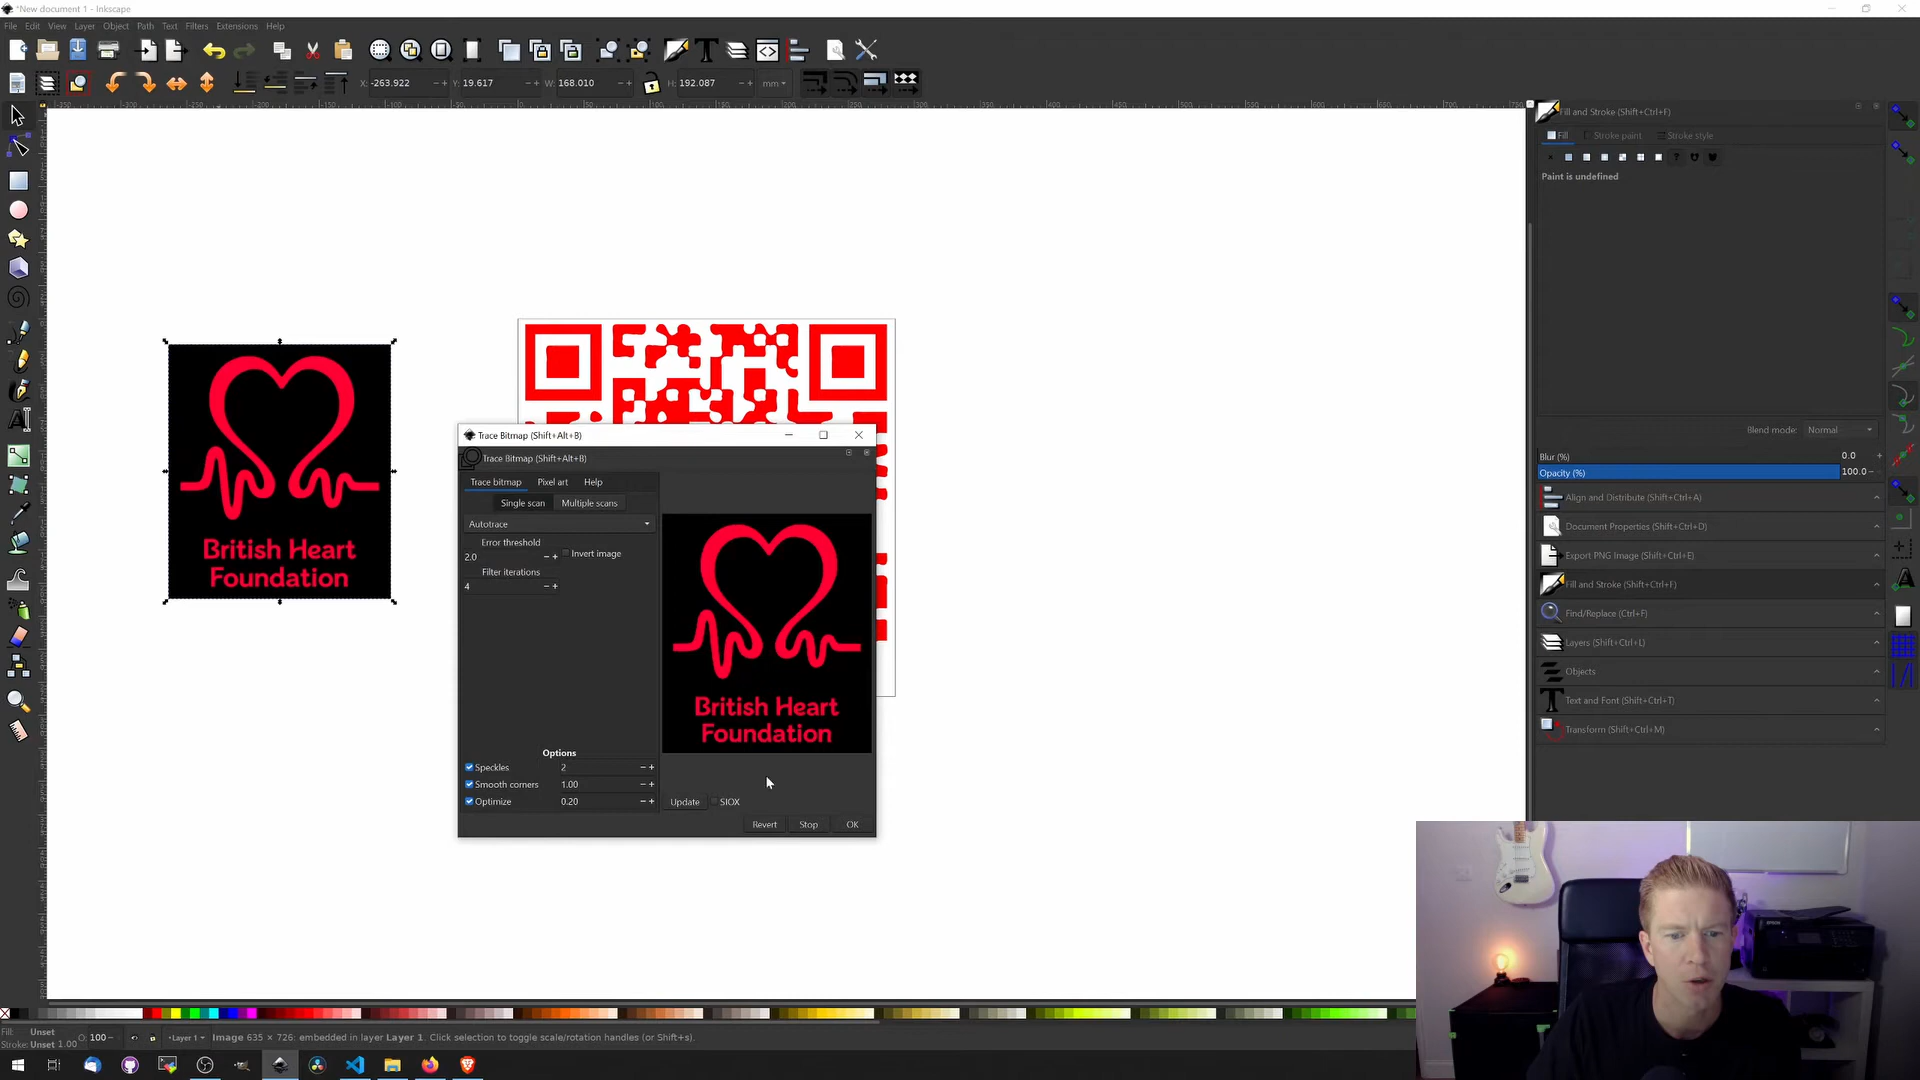 *New document 1 - Inkscape
File Edit View Layer Object Path Text Filters Extensions Help
X: -263.922 Y: 19.617 W: 168.010 H: 192.087 mm
Fill and Stroke (Shift+Ctrl+F)
Fill Stroke paint Stroke style
Paint is undefined
British Heart
Foundation
Trace Bitmap (Shift+Alt+B)
Trace Bitmap (Shift+Alt+B)
Trace bitmap Pixel art Help
Single scan Multiple scans
Autotrace
Error threshold
2.0 Invert image
Filter iterations
4
British Heart
Foundation
Options
Speckles 2
Smooth corners 1.00
Optimize 0.20
Update SIOX
Revert Stop OK
Blend mode: Normal
Blur (%) 0.0
Opacity (%) 100.0
Align and Distribute (Shift+Ctrl+A)
Document Properties (Shift+Ctrl+D)
Export PNG Image (Shift+Ctrl+E)
Fill and Stroke (Shift+Ctrl+F)
Find/Replace (Ctrl+F)
Layers (Shift+Ctrl+L)
Objects
Text and Font (Shift+Ctrl+T)
Transform (Shift+Ctrl+M)
Fill: Unset
Stroke: Unset 1.00
O: 100
Layer 1
Image 635 × 726: embedded in layer Layer 1. Click selection to toggle scale/rotation handles (or Shift+s).